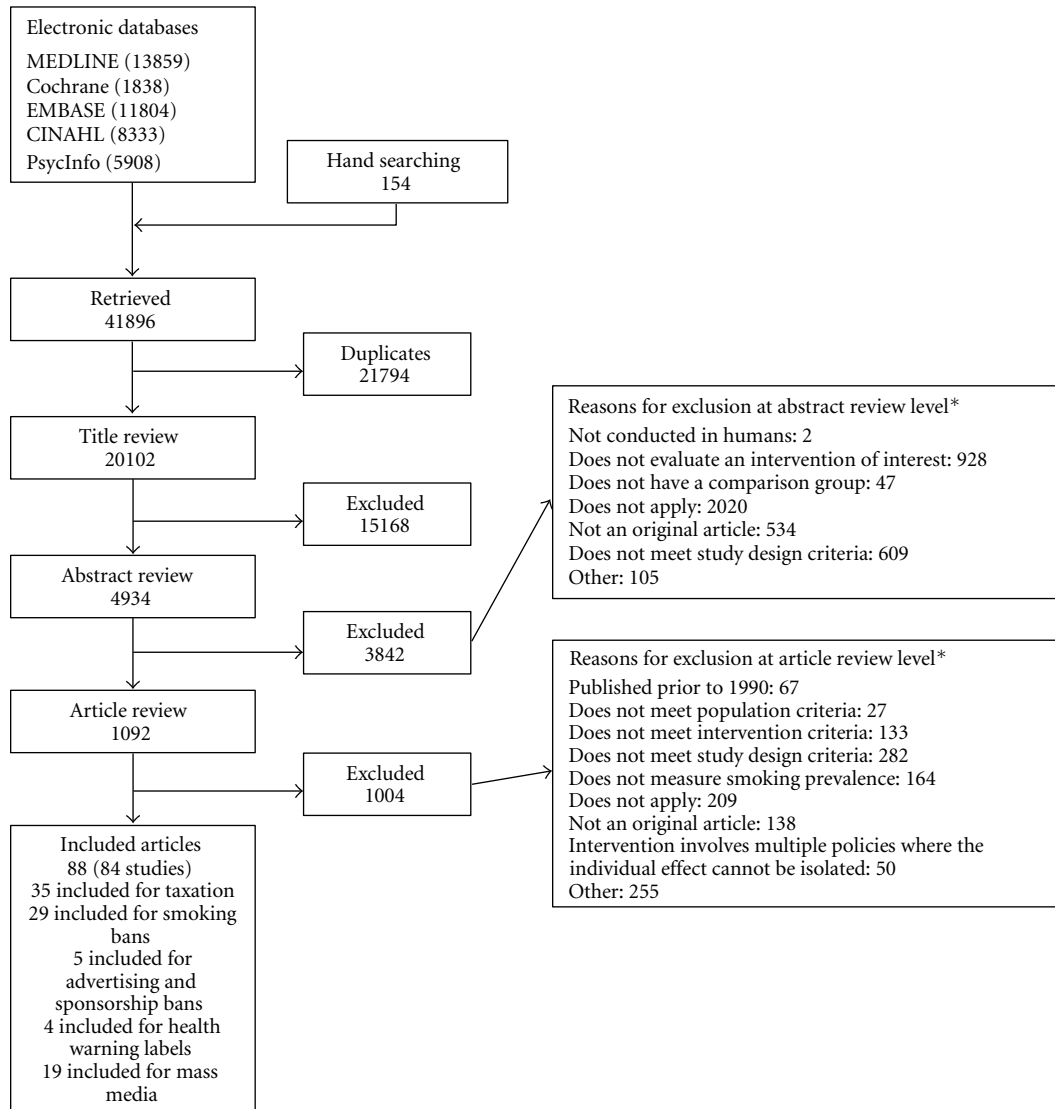 Electronic databases
MEDLINE (13859)
Cochrane (1838)
EMBASE (11804)
CINAHL (8333)
PsycInfo (5908)
Hand searching
154
Retrieved
41896
Duplicates
21794
Title review
20102
Excluded
15168
Abstract review
4934
Excluded
3842
Reasons for exclusion at abstract review level*
Not conducted in humans: 2
Does not evaluate an intervention of interest: 928
Does not have a comparison group: 47
Does not apply: 2020
Not an original article: 534
Does not meet study design criteria: 609
Other: 105
Article review
1092
Excluded
1004
Reasons for exclusion at article review level*
Published prior to 1990: 67
Does not meet population criteria: 27
Does not meet intervention criteria: 133
Does not meet study design criteria: 282
Does not measure smoking prevalence: 164
Does not apply: 209
Not an original article: 138
Intervention involves multiple policies where the
individual effect cannot be isolated: 50
Other: 255
Included articles
88 (84 studies)
35 included for taxation
29 included for smoking
bans
5 included for
advertising and
sponsorship bans
4 included for health
warning labels
19 included for mass
media